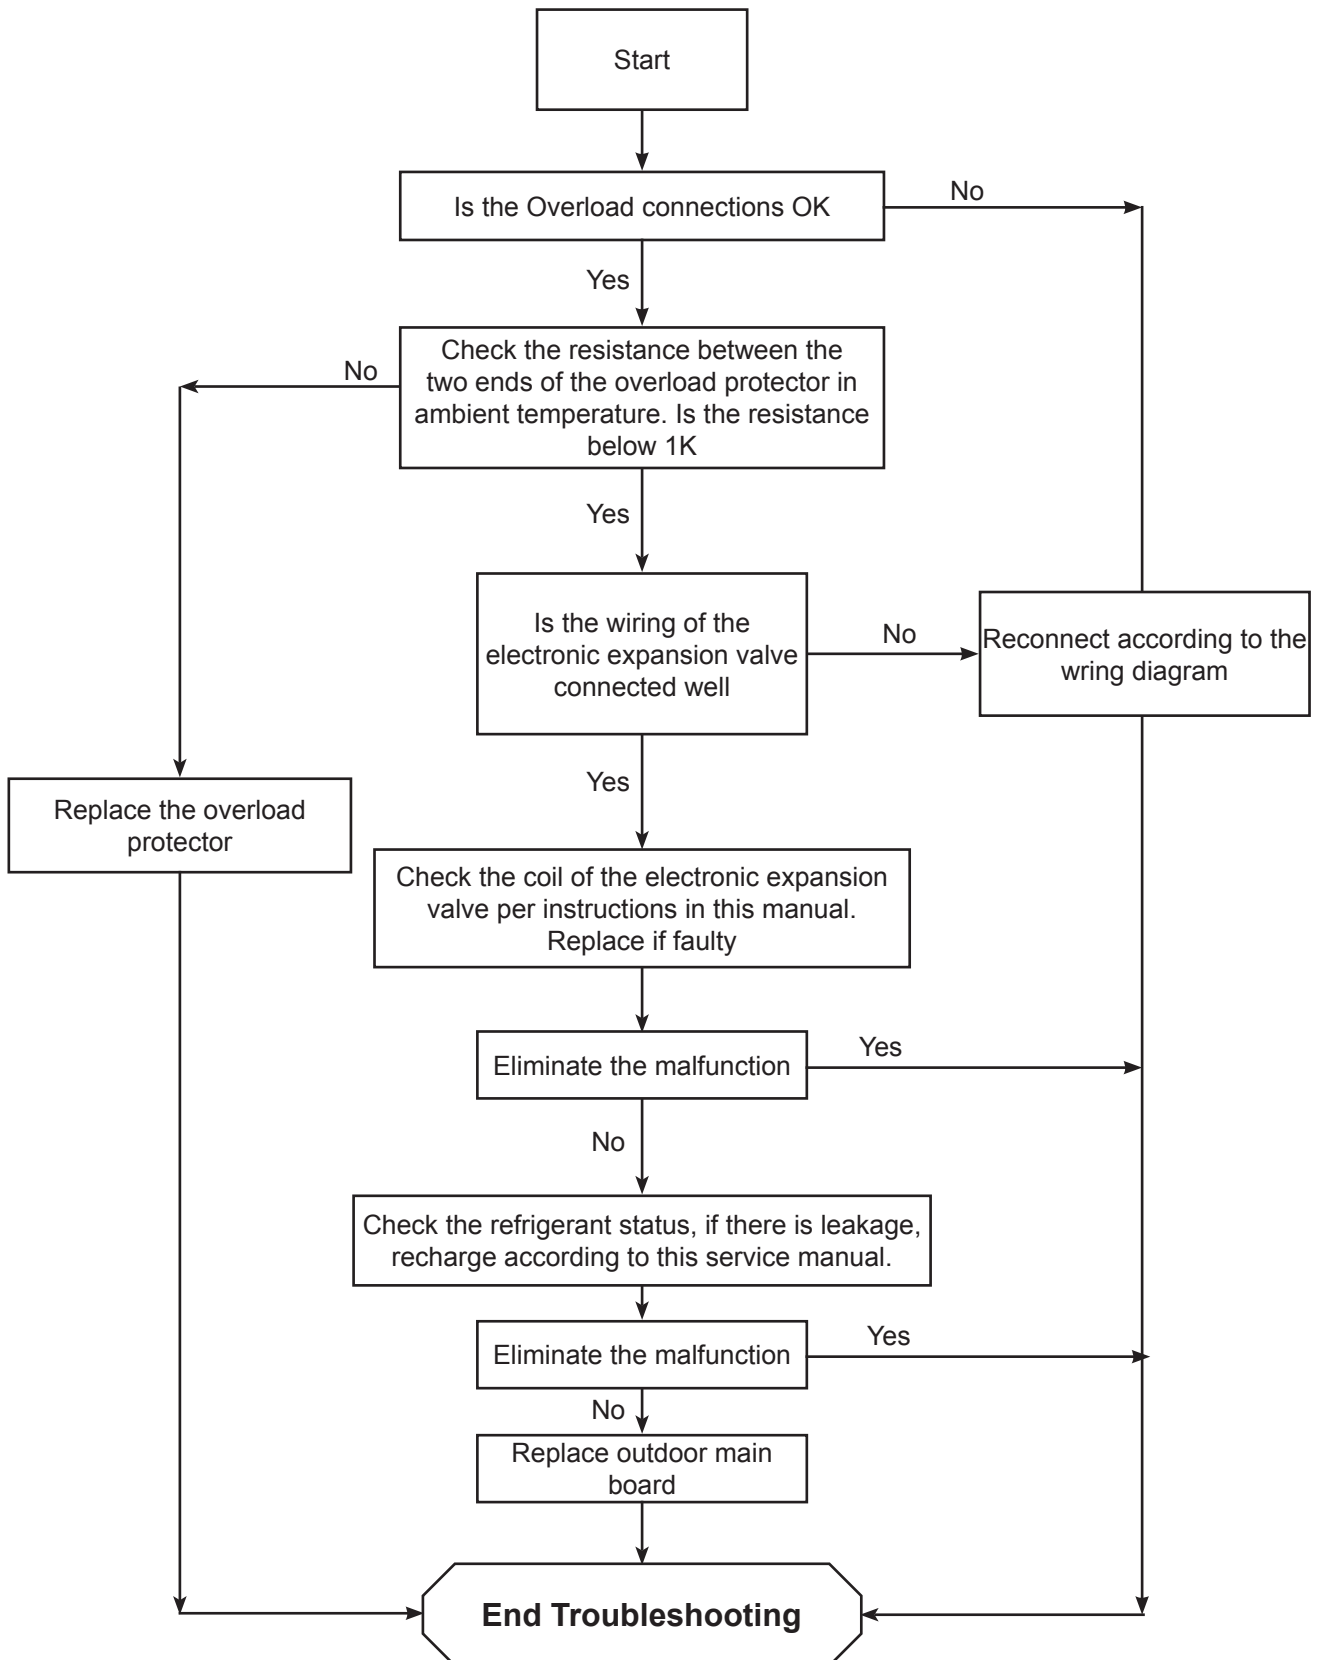 Start
Is the Overload connections OK
No
Yes
Check the resistance between the
two ends of the overload protector in
ambient temperature. Is the resistance
below 1K
No
Yes
Is the wiring of the
electronic expansion valve
connected well
No
Reconnect according to the
wring diagram
Yes
Replace the overload
protector
Check the coil of the electronic expansion
valve per instructions in this manual.
Replace if faulty
Eliminate the malfunction
Yes
No
Check the refrigerant status, if there is leakage,
recharge according to this service manual.
Eliminate the malfunction
Yes
No
Replace outdoor main
board
End Troubleshooting